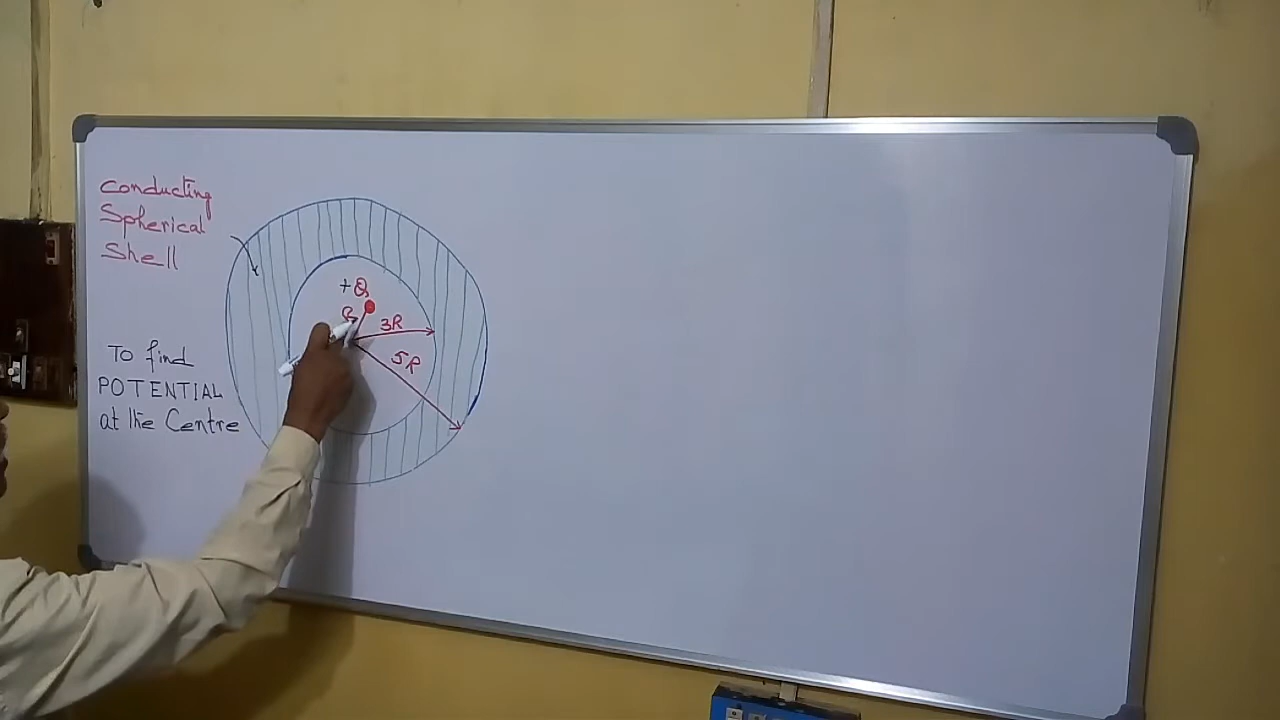 Conducting
Spherical
Shell
+Q
R
3R
5R
To find
POTENTIAL
at the Centre